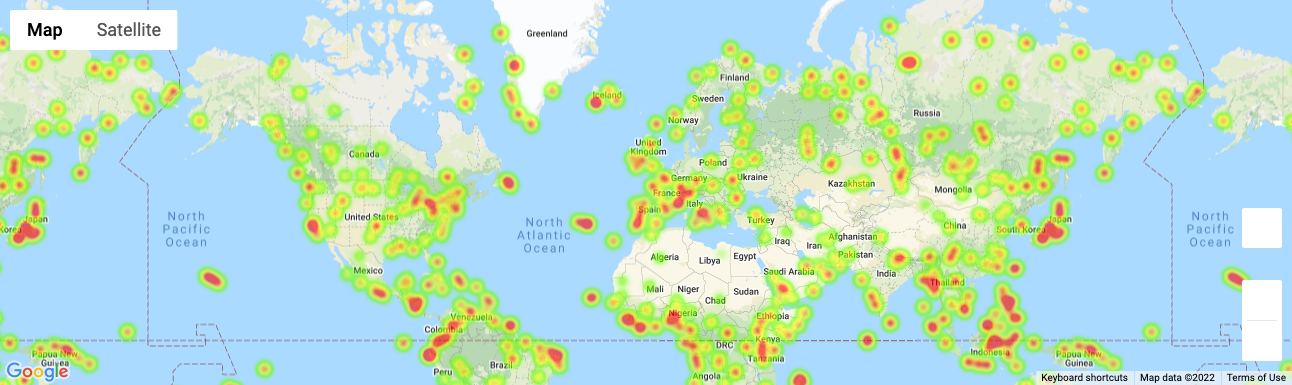 Map
Satellite
Greenland
Iceland
Finland
Sweden
Norway
Russia
United
Kingdom
Canada
Poland
Germany
Ukraine
France
Kazakhstan
Mongolia
Italy
Spain
United States
Turkey
Japan
Korea
North
Pacific
Ocean
North
Atlantic
Ocean
China
South Korea
Japan
North
Pacific
Ocean
Iraq
Iran
Afghanistan
Pakistan
Algeria
Libya
Egypt
Mexico
Saudi Arabia
India
Mali
Niger
Chad
Sudan
Thailand
Venezuela
Nigeria
Ethiopia
Colombia
Kenya
DRC
Papua New
Guinea
Brazil
Tanzania
Indonesia
Papua New
Guinea
Peru
Angola
Google
Keyboard shortcuts
Map data ©2022
Terms of Use